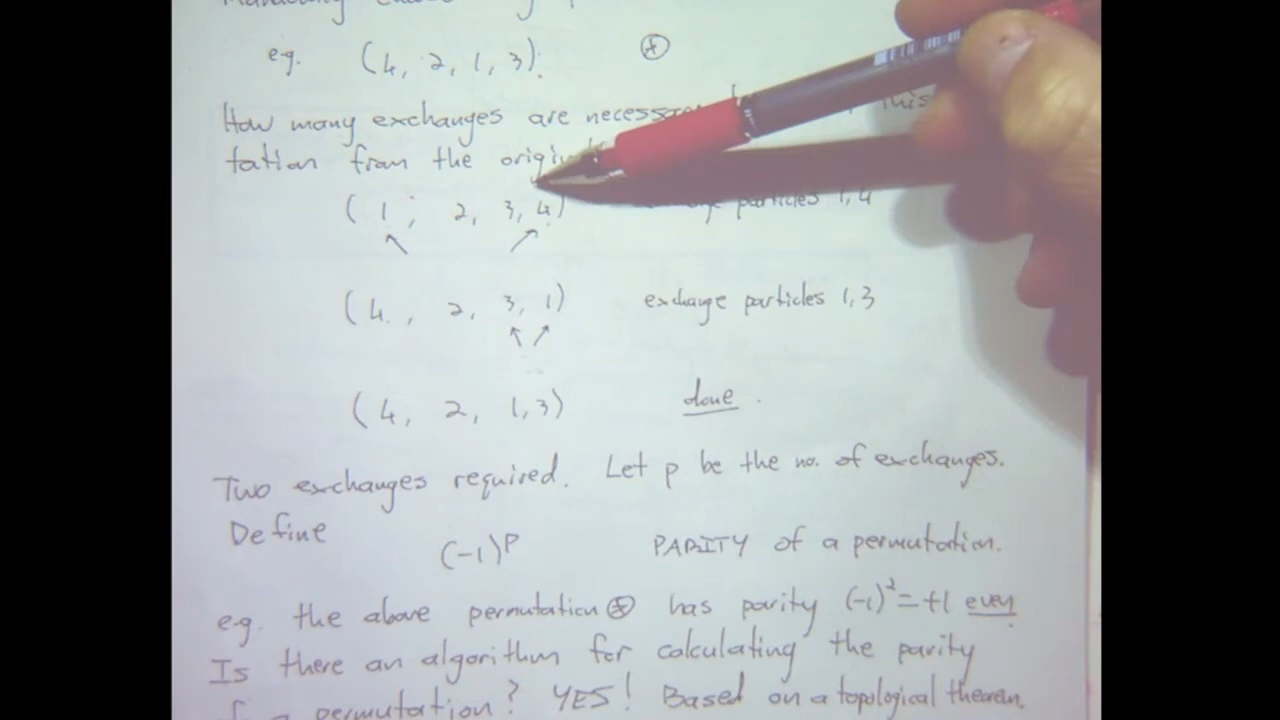 e.g. (4, 2, 1, 3).
How many exchanges are necessary this
tation from the
(1, 2, 3, 4) particles 1,4
(4, 2, 3, 1) exchange particles 1,3
(4, 2, 1,3) done.
Two exchanges required. Let p be the no. of exchanges.
Define
(-1)^P PARITY of a permutation.
e.g. the above permutation ⊛ has parity (-1)² = +1 even
Is there an algorithm for calculating the parity
of a permutation? YES! Based on a topological theorem.